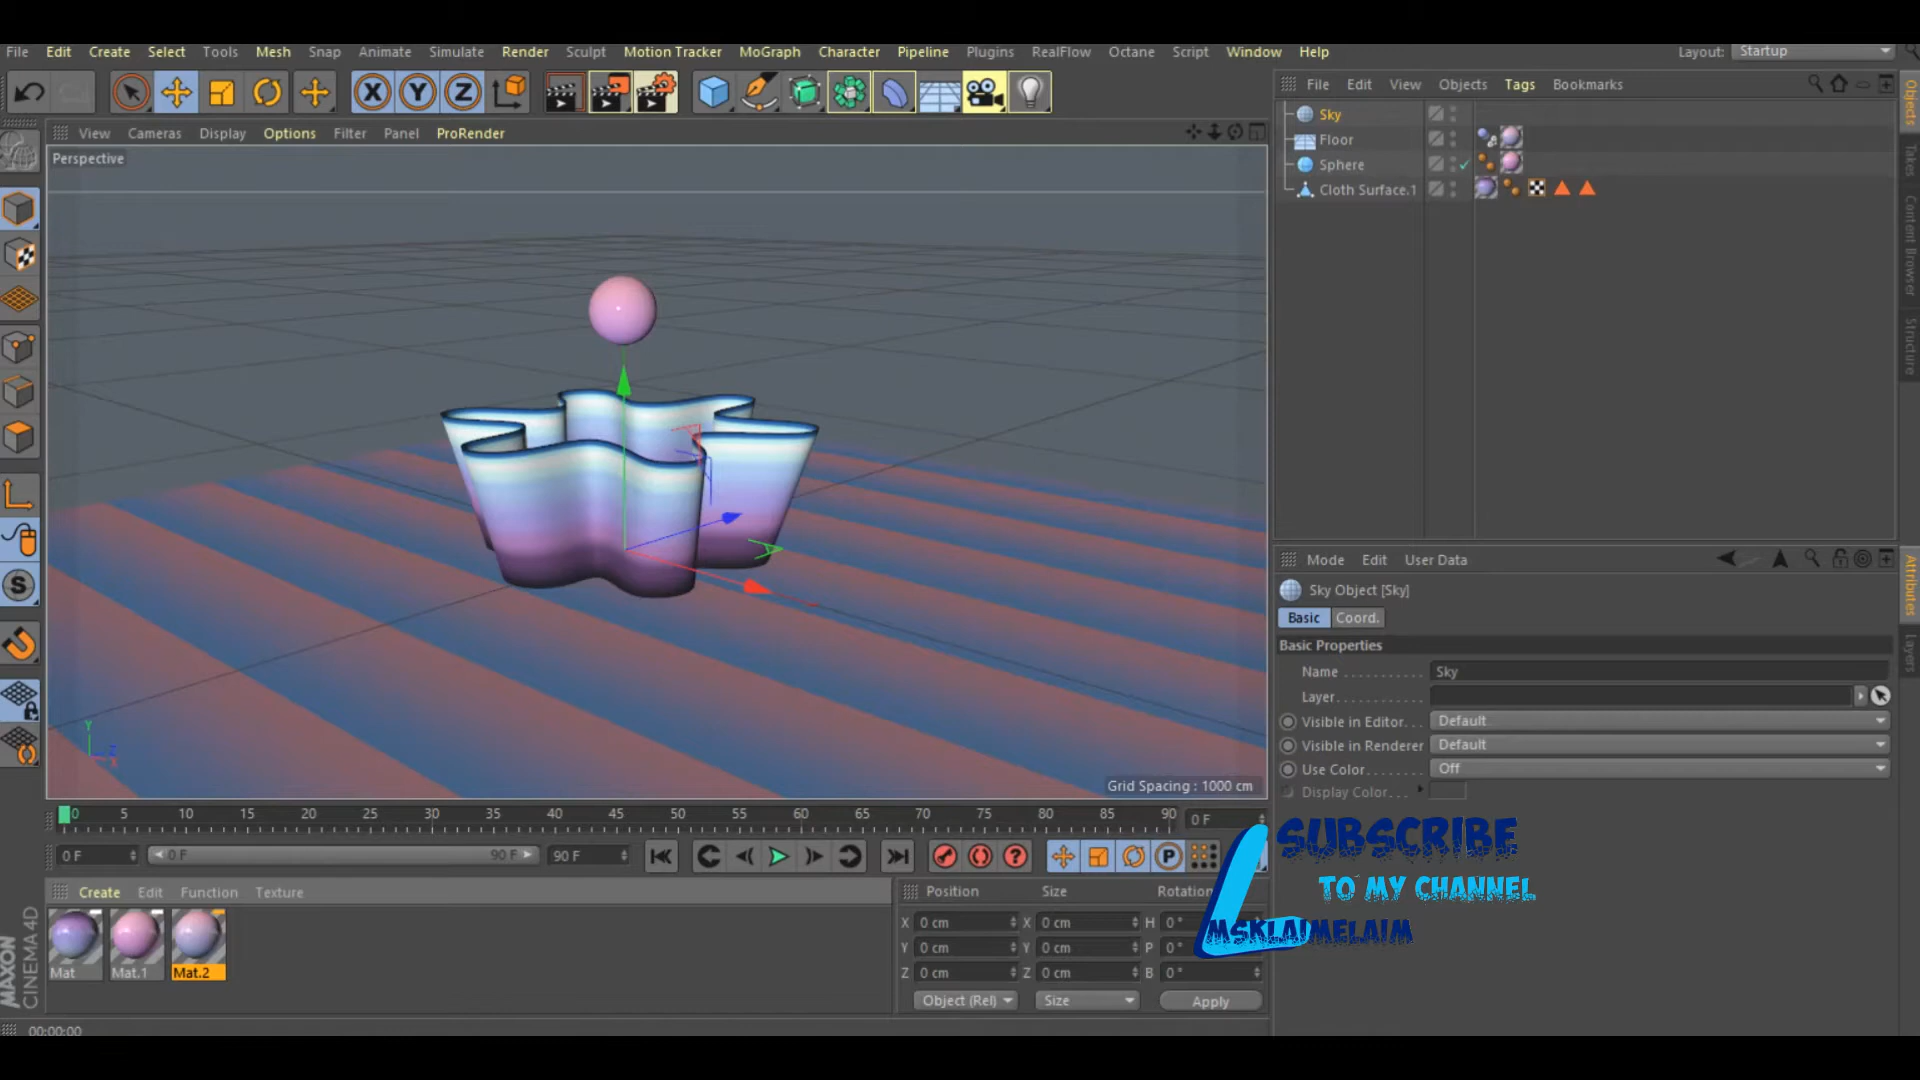 File Edit Create Select Tools Mesh Snap Animate Simulate Render Sculpt Motion Tracker MoGraph Character Pipeline Plugins RealFlow Octane Script Window Help Layout: Startup
X Y Z
File Edit View Objects Tags Bookmarks
View Cameras Display Options Filter Panel ProRender
Perspective
Sky
Floor
Sphere
Cloth Surface.1
Objects
Takes
Content Browser
Structure
Mode Edit User Data
Sky Object [Sky]
Basic Coord.
Basic Properties
Name Sky
Layer
Visible in Editor Default
Visible in Renderer Default
Use Color Off
Display Color
Attributes
Layers
S
Y
Z
X
Grid Spacing : 1000 cm
0 5 10 15 20 25 30 35 40 45 50 55 60 65 70 75 80 85 90 0 F
0 F 0 F 90 F 90 F P
Create Edit Function Texture
Mat Mat.1 Mat.2
Position Size Rotation
X 0 cm X 0 cm H 0 °
Y 0 cm Y 0 cm P 0 °
Z 0 cm Z 0 cm B 0 °
Object (Rel) Size Apply
00:00:00
MAXON
CINEMA 4D
SUBSCRIBE
TO MY CHANNEL
MSKLAIMELAIM